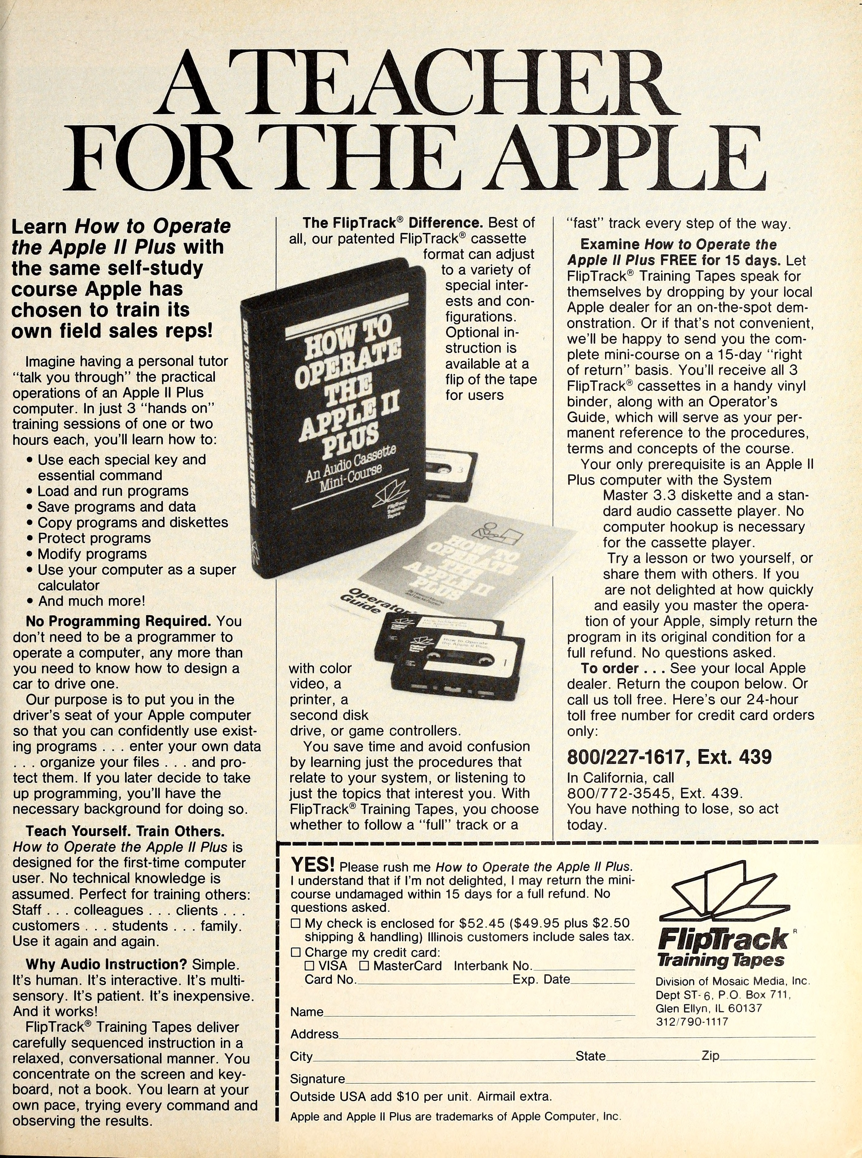 A TEACHER
FOR THE APPLE
Learn How to Operate
the Apple II Plus with
the same self-study
course Apple has
chosen to train its
own field sales reps!
Imagine having a personal tutor
“talk you through” the practical
operations of an Apple II Plus
computer. In just 3 “hands on”
training sessions of one or two
hours each, you’ll learn how to:
• Use each special key and
essential command
• Load and run programs
• Save programs and data
• Copy programs and diskettes
• Protect programs
• Modify programs
• Use your computer as a super
calculator
• And much more!
No Programming Required. You
don’t need to be a programmer to
operate a computer, any more than
you need to know how to design a
car to drive one.
Our purpose is to put you in the
driver’s seat of your Apple computer
so that you can confidently use exist-
ing programs . . . enter your own data
. . . organize your files . . . and pro-
tect them. If you later decide to take
up programming, you’ll have the
necessary background for doing so.
Teach Yourself. Train Others.
How to Operate the Apple II Plus is
designed for the first-time computer
user. No technical knowledge is
assumed. Perfect for training others:
Staff . . . colleagues . . . clients . . .
customers . . . students . . . family.
Use it again and again.
Why Audio Instruction? Simple.
It’s human. It’s interactive. It’s multi-
sensory. It’s patient. It’s inexpensive.
And it works!
FlipTrack® Training Tapes deliver
carefully sequenced instruction in a
relaxed, conversational manner. You
concentrate on the screen and key-
board, not a book. You learn at your
own pace, trying every command and
observing the results.
The FlipTrack® Difference. Best of
all, our patented FlipTrack® cassette
format can adjust
to a variety of
special inter-
ests and con-
figurations.
Optional in-
struction is
available at a
flip of the tape
for users
HOW TO OPERATE THE APPLE II PLUS
HOW TO
OPERATE
THE
APPLE II
PLUS
An Audio Cassette
Mini-Course
FlipTrack
Training
Tapes
HOW TO
OPERATE
THE
APPLE II
PLUS
Operator's
Guide
with color
video, a
printer, a
second disk
drive, or game controllers.
You save time and avoid confusion
by learning just the procedures that
relate to your system, or listening to
just the topics that interest you. With
FlipTrack® Training Tapes, you choose
whether to follow a “full” track or a
“fast” track every step of the way.
Examine How to Operate the
Apple II Plus FREE for 15 days. Let
FlipTrack® Training Tapes speak for
themselves by dropping by your local
Apple dealer for an on-the-spot dem-
onstration. Or if that’s not convenient,
we’ll be happy to send you the com-
plete mini-course on a 15-day “right
of return” basis. You’ll receive all 3
FlipTrack® cassettes in a handy vinyl
binder, along with an Operator’s
Guide, which will serve as your per-
manent reference to the procedures,
terms and concepts of the course.
Your only prerequisite is an Apple II
Plus computer with the System
Master 3.3 diskette and a stan-
dard audio cassette player. No
computer hookup is necessary
for the cassette player.
Try a lesson or two yourself, or
share them with others. If you
are not delighted at how quickly
and easily you master the opera-
tion of your Apple, simply return the
program in its original condition for a
full refund. No questions asked.
To order . . . See your local Apple
dealer. Return the coupon below. Or
call us toll free. Here’s our 24-hour
toll free number for credit card orders
only:
800/227-1617, Ext. 439
In California, call
800/772-3545, Ext. 439.
You have nothing to lose, so act
today.
YES! Please rush me How to Operate the Apple II Plus.
I understand that if I’m not delighted, I may return the mini-
course undamaged within 15 days for a full refund. No
questions asked.
☐ My check is enclosed for $52.45 ($49.95 plus $2.50
shipping & handling) Illinois customers include sales tax.
☐ Charge my credit card:
☐ VISA ☐ MasterCard Interbank No.
Card No. Exp. Date
Name
Address
City State Zip
Signature
Outside USA add $10 per unit. Airmail extra.
Apple and Apple II Plus are trademarks of Apple Computer, Inc.
FlipTrack®
Training Tapes
Division of Mosaic Media, Inc.
Dept ST-6, P.O. Box 711,
Glen Ellyn, IL 60137
312/790-1117